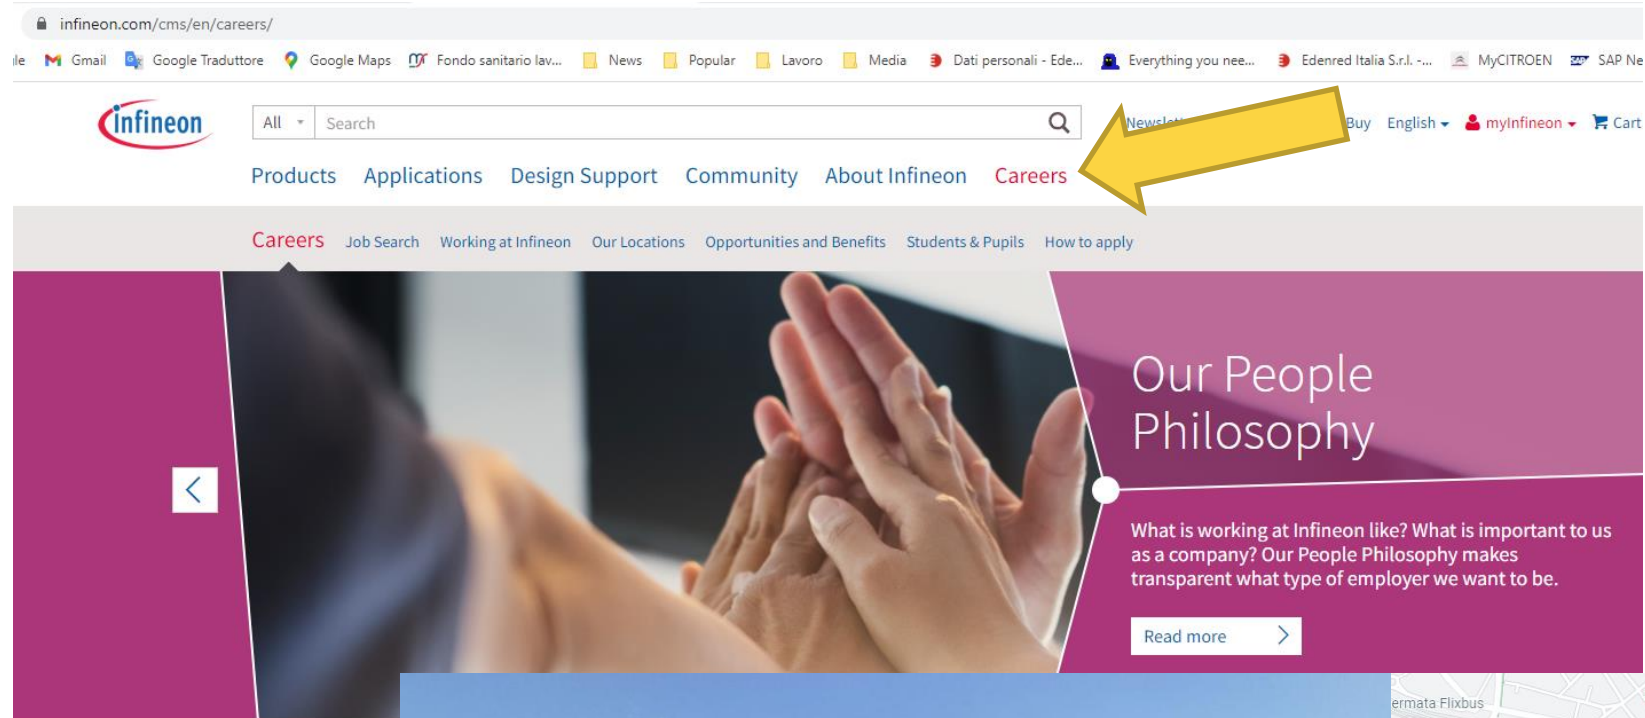 infineon.com/cms/en/careers/
Gmail Google Traduttore Google Maps Fondo sanitario lav... News Popular Lavoro Media Dati personali - Ede... Everything you nee... Edenred Italia S.r.l. -... MyCITROEN SAP Ne
infineon
All Search
Buy English myInfineon Cart
Products Applications Design Support Community About Infineon Careers
Careers Job Search Working at Infineon Our Locations Opportunities and Benefits Students & Pupils How to apply
Our People
Philosophy
What is working at Infineon like? What is important to us
as a company? Our People Philosophy makes
transparent what type of employer we want to be.
Read more
ermata Flixbus